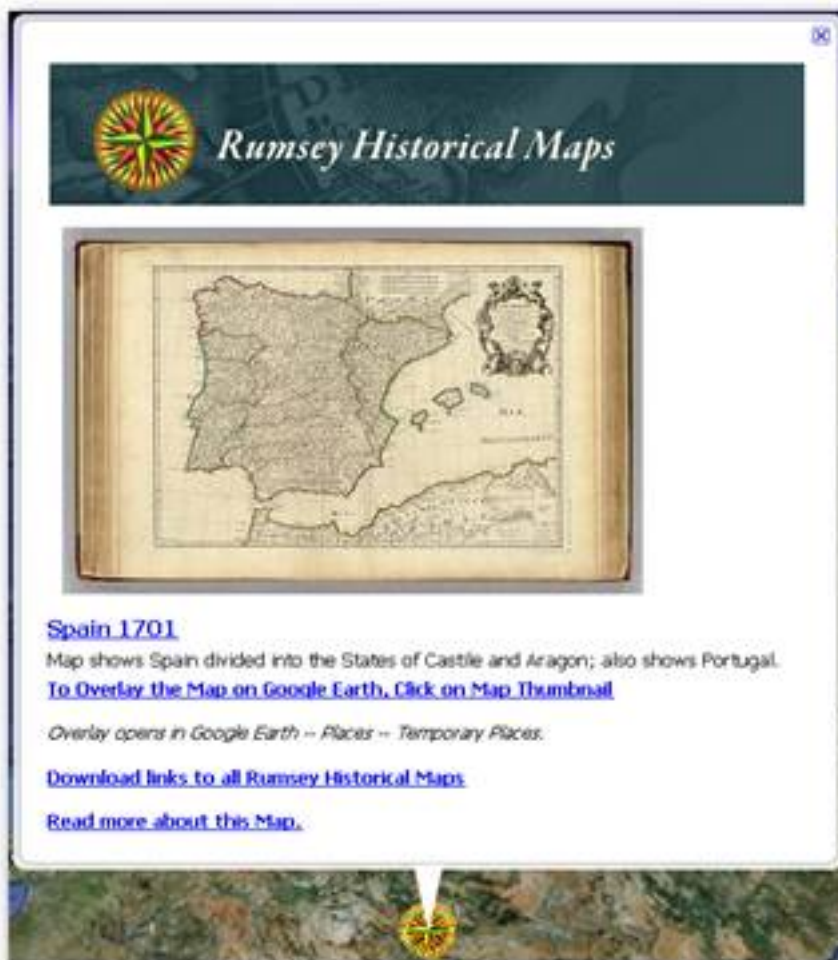 Rumsey Historical Maps
Spain 1701
Map shows Spain divided into the States of Castile and Aragon; also shows Portugal.
To Overlay the Map on Google Earth, Click on Map Thumbnail
Overlay opens in Google Earth -- Places -- Temporary Places.
Download links to all Rumsey Historical Maps
Read more about this Map.